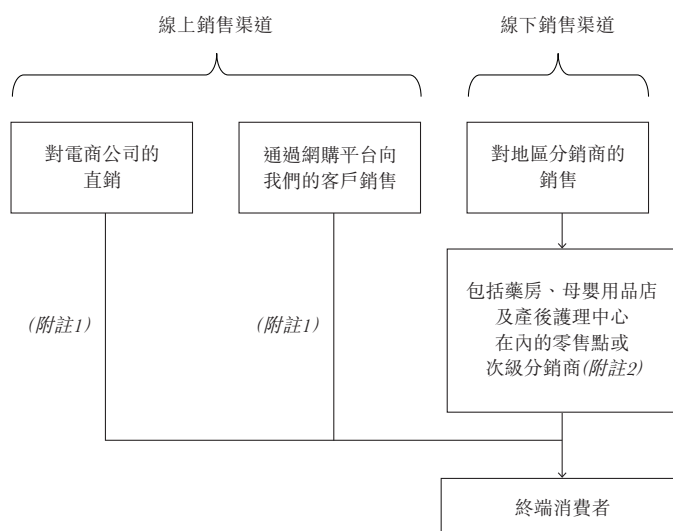 線上銷售渠道
線下銷售渠道
對電商公司的
直銷
通過網購平台向
我們的客戶銷售
對地區分銷商的
銷售
(附註1)
(附註1)
包括藥房、母嬰用品店
及產後護理中心
在內的零售點或
次級分銷商(附註2)
終端消費者